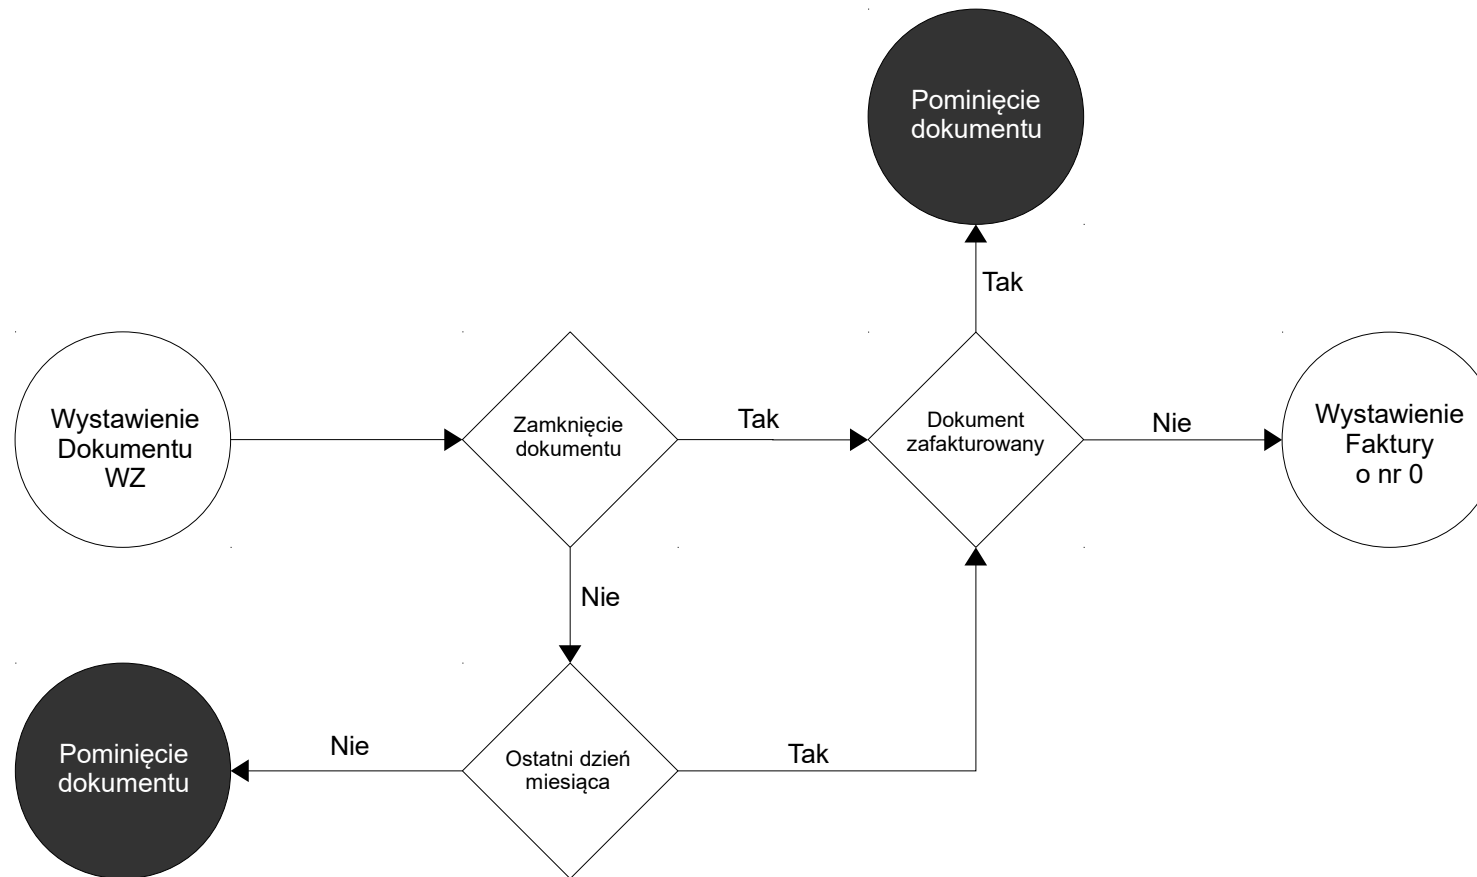 Pominięcie
dokumentu
Tak
Wystawienie
Dokumentu
WZ
Zamknięcie
dokumentu
Tak
Dokument
zafakturowany
Nie
Wystawienie
Faktury
o nr 0
Nie
Pominięcie
dokumentu
Nie
Ostatni dzień
miesiąca
Tak